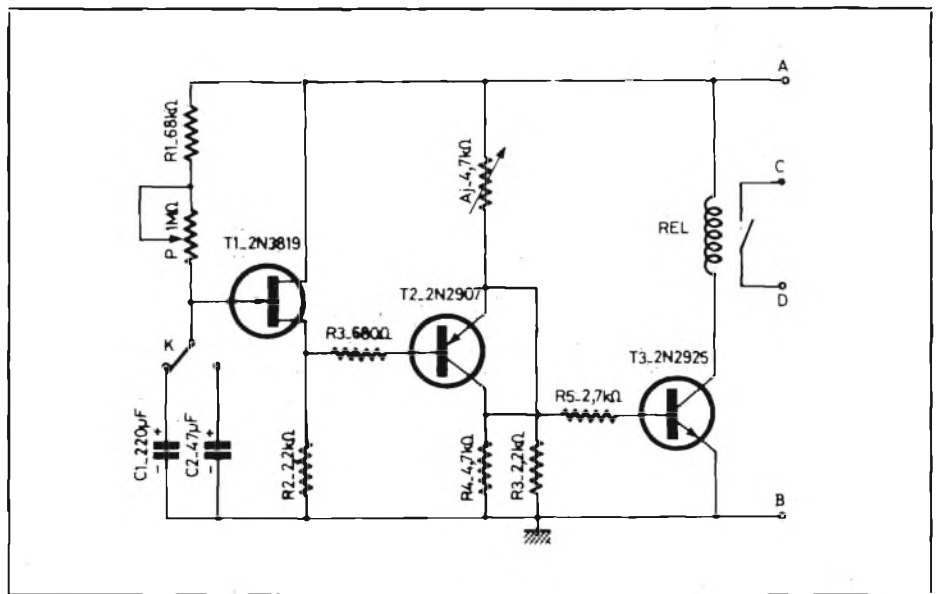 A
R1_68kΩ
Aj_4,7kΩ
C
P 1MΩ
REL
T1_2N3819
D
T2_2N2907
R3_680Ω
K
T3_2N2925
R5_2,7kΩ
+
+
C1_220µF
C2_47µF
-
-
R2_2,2kΩ
R4_4,7kΩ
R3_2,2kΩ
B